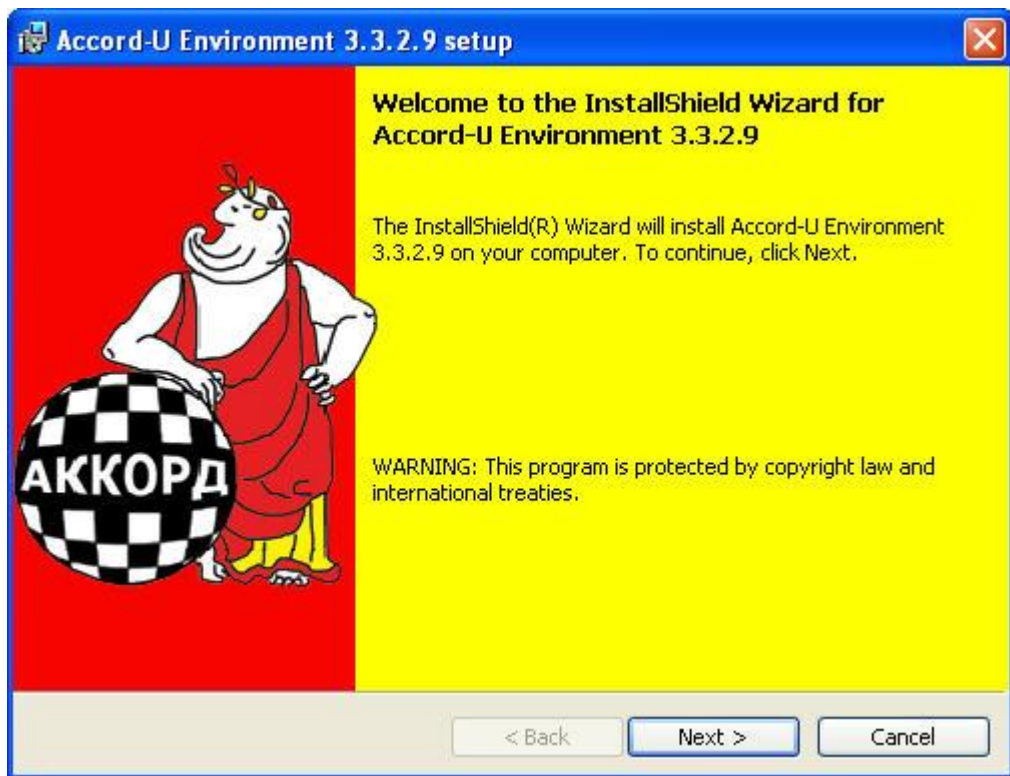 Accord-U Environment 3.3.2.9 setup
Welcome to the InstallShield Wizard for
Accord-U Environment 3.3.2.9
The InstallShield(R) Wizard will install Accord-U Environment
3.3.2.9 on your computer. To continue, click Next.
АККОРД
WARNING: This program is protected by copyright law and
international treaties.
< Back
Next >
Cancel